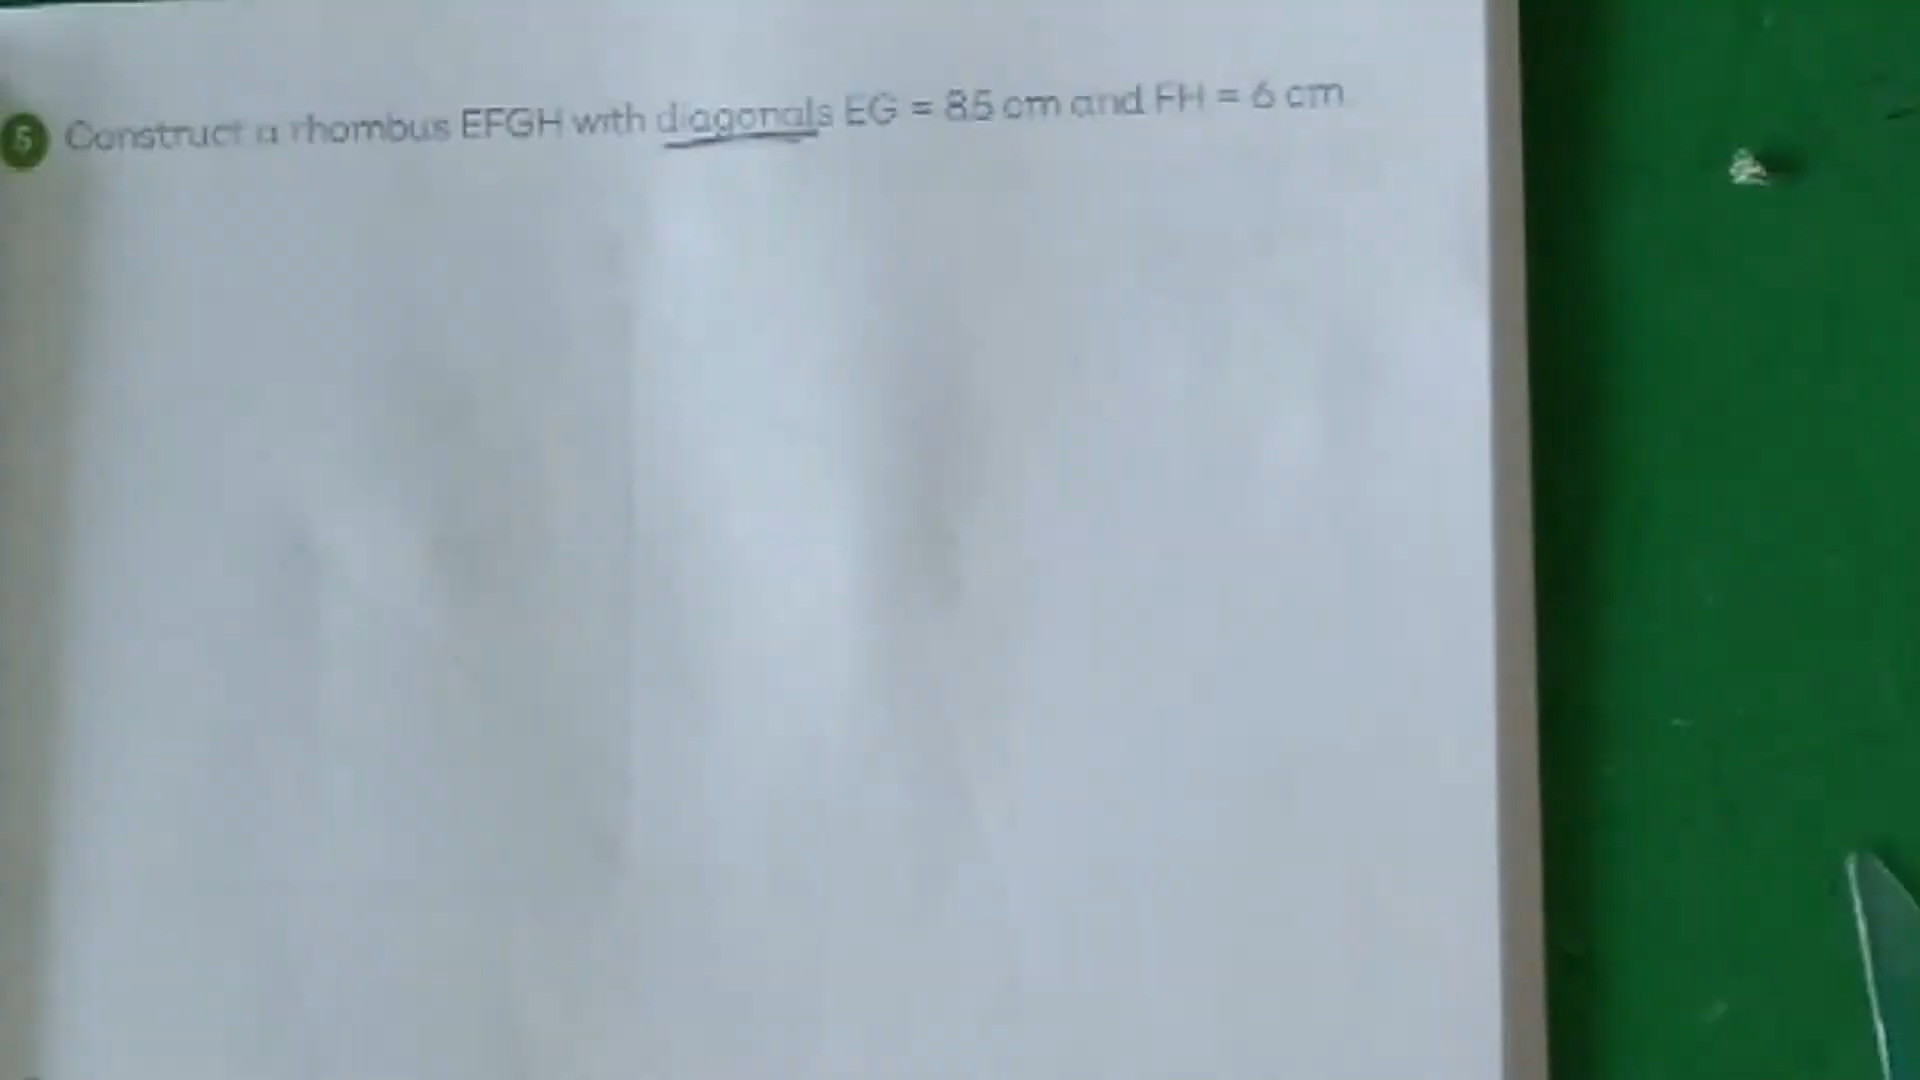 5 Construct a rhombus EFGH with diagonals EG = 8.5 cm and FH = 6 cm.